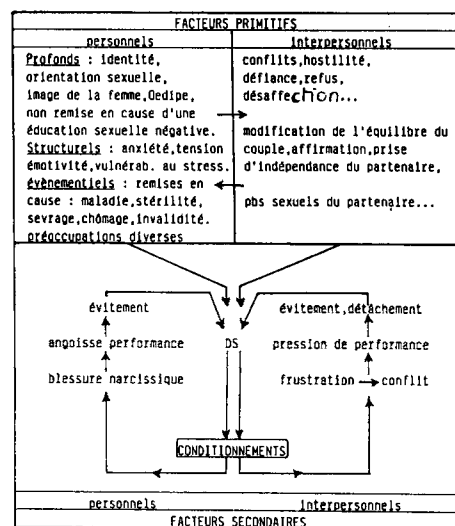 FACTEURS PRIMITIFS
personnels
Profonds : identité,
orientation sexuelle,
image de la femme,Oedipe,
non remise en cause d'une
éducation sexuelle négative.
Structurels : anxiété,tension
émotivité,vulnérab. au stress.
évènementiels : remises en
cause : maladie,stérilité,
sevrage,chômage,invalidité.
préoccupations diverses
interpersonnels
conflits,hostilité,
défiance,refus,
désaffection...
modification de l'équilibre du
couple,affirmation,prise
d'indépendance du partenaire,
pbs sexuels du partenaire...
évitement
évitement,détachement
angoisse performance
DS
pression de performance
blessure narcissique
frustration
conflit
CONDITIONNEMENTS
personnels
interpersonnels
FACTEURS SECONDAIRES